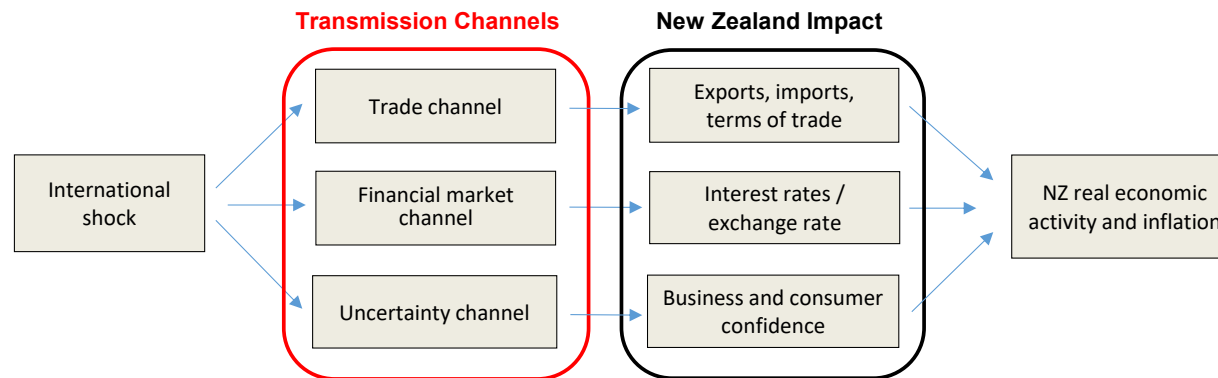 Transmission Channels
New Zealand Impact
International
shock
Trade channel
Financial market
channel
Uncertainty channel
Exports, imports,
terms of trade
Interest rates /
exchange rate
Business and consumer
confidence
NZ real economic
activity and inflation